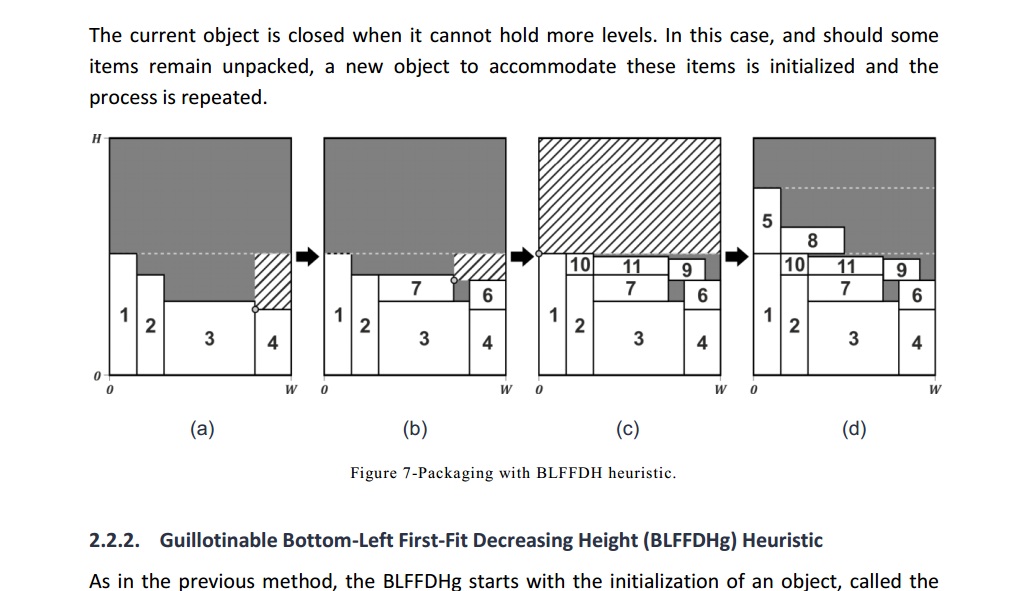 The current object is closed when it cannot hold more levels. In this case, and should some
items remain unpacked, a new object to accommodate these items is initialized and the
process is repeated.
H
1 2 3 4
0
0 W
1 2 7 3 6 4
0 W
10 11 9
1 2 7 3 6 4
0 W
5 8
10 11 9
1 2 7 3 6 4
0 W
(a) (b) (c) (d)
Figure 7-Packaging with BLFFDH heuristic.
2.2.2. Guillotinable Bottom-Left First-Fit Decreasing Height (BLFFDHg) Heuristic
As in the previous method, the BLFFDHg starts with the initialization of an object, called the